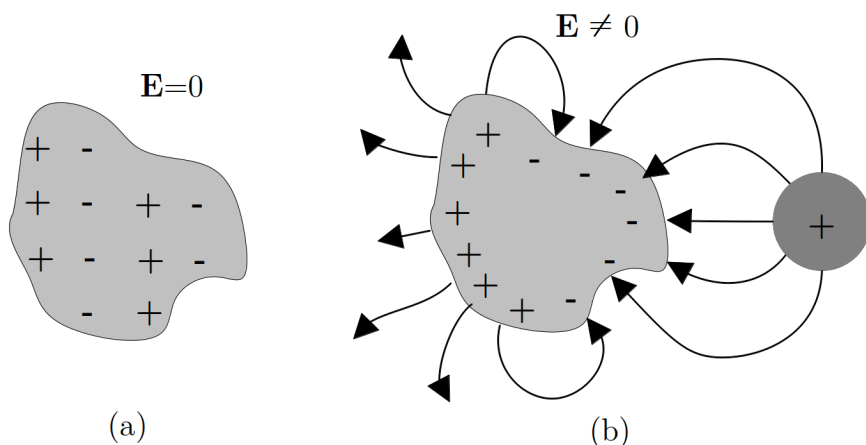 E=0
+ -
+ - + -
+ - + -
- +
(a)
E ≠ 0
+ -
+ - -
+ - +
+ -
+ -
+
(b)